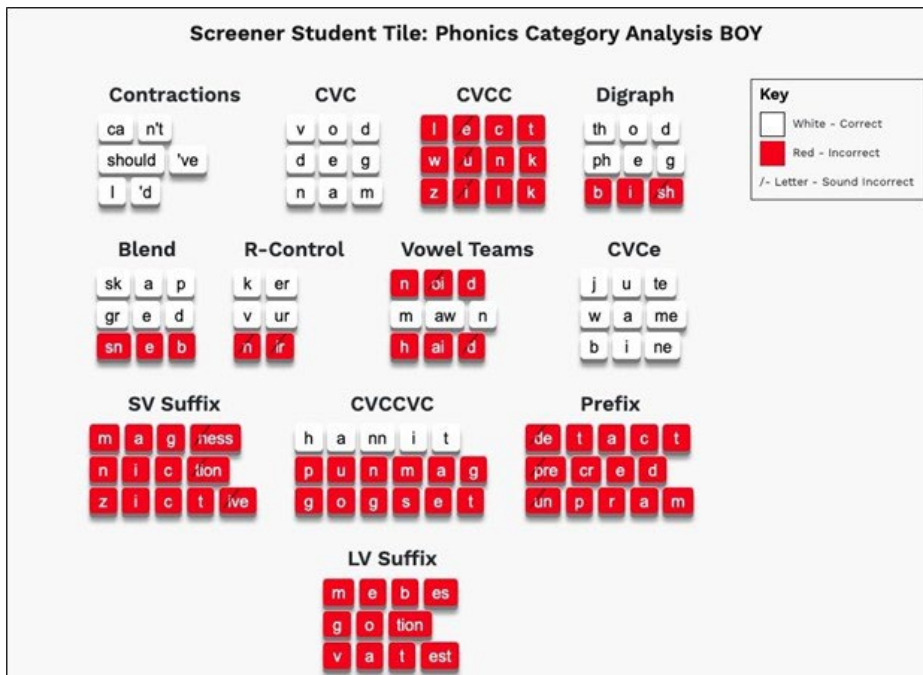 Screener Student Tile: Phonics Category Analysis BOY
Contractions
ca n't
should 've
I 'd
CVC
v o d
d e g
n a m
CVCC
l e c t
w u n k
z i l k
Digraph
th o d
ph e g
b i sh
Key
White - Correct
Red - Incorrect
/- Letter - Sound Incorrect
Blend
sk a p
gr e d
sn e b
R-Control
k er
v ur
n ir
Vowel Teams
n oi d
m aw n
h ai d
CVCe
j u te
w a me
b i ne
SV Suffix
m a g ness
n i c tion
z i c t ive
CVCCVC
h a nn i t
p u n m a g
g o g s e t
Prefix
de t a c t
pre cr e d
un p r a m
LV Suffix
m e b es
g o tion
v a t est